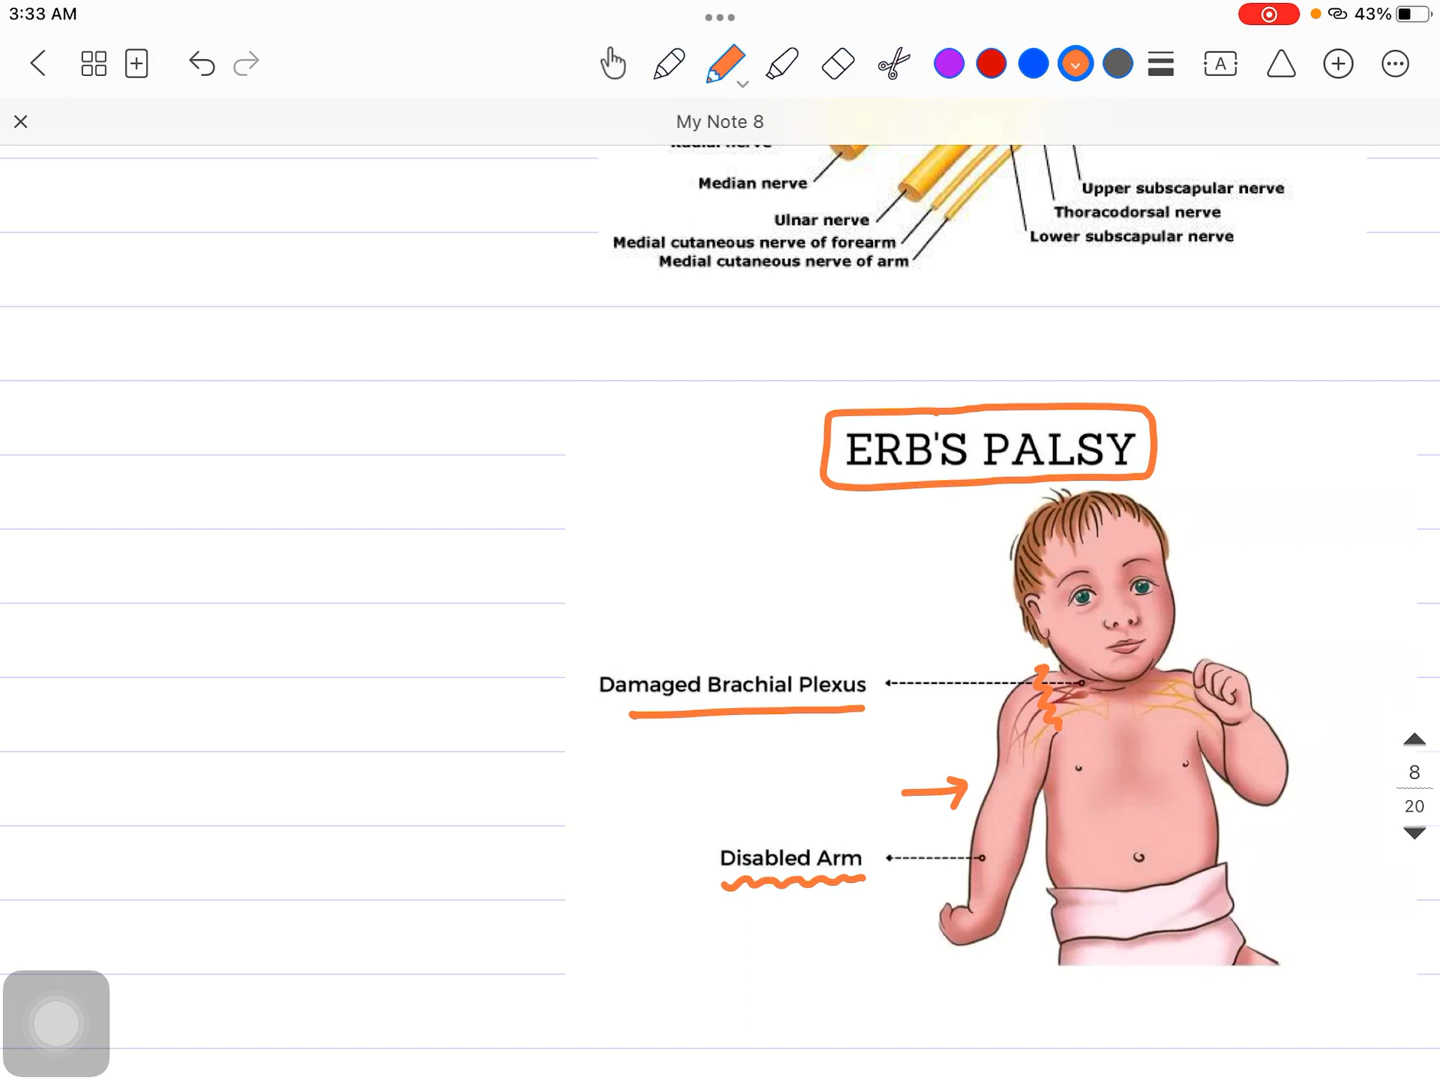 3:33 AM
43%
A
My Note 8
Radial nerve
Median nerve
Upper subscapular nerve
Thoracodorsal nerve
Ulnar nerve
Lower subscapular nerve
Medial cutaneous nerve of forearm
Medial cutaneous nerve of arm
ERB'S PALSY
Damaged Brachial Plexus
Disabled Arm
8
20